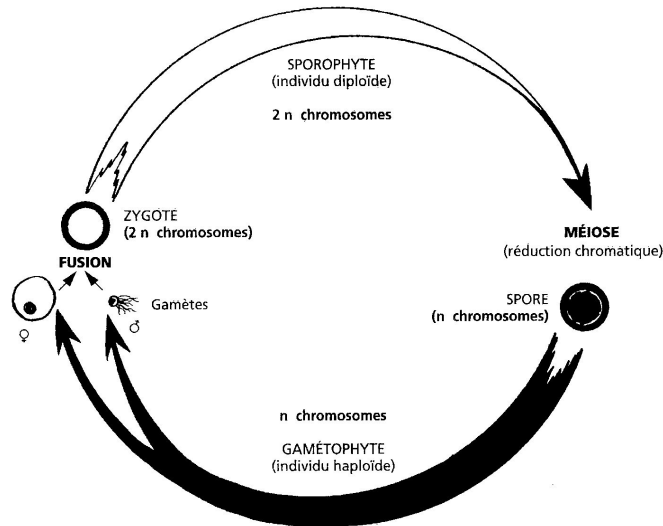 SPOROPHYTE
(individu diploïde)
2 n chromosomes
ZYGOTE
(2 n chromosomes)
FUSION
MÉIOSE
(réduction chromatique)
♀
♂
Gamètes
SPORE
(n chromosomes)
n chromosomes
GAMÉTOPHYTE
(individu haploïde)